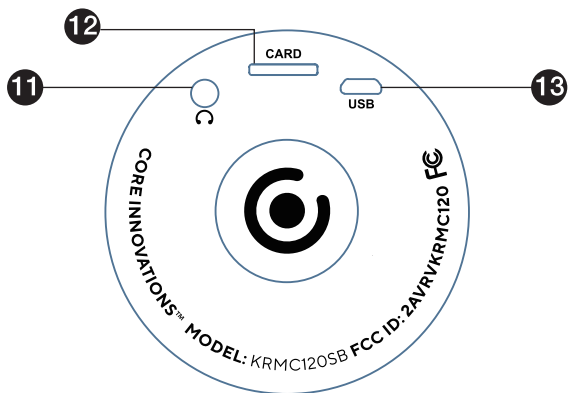 12
CARD
11
13
USB
CORE INNOVATIONS™ MODEL: KRMC120SB FCC ID: 2AVRVKRMC120 FC